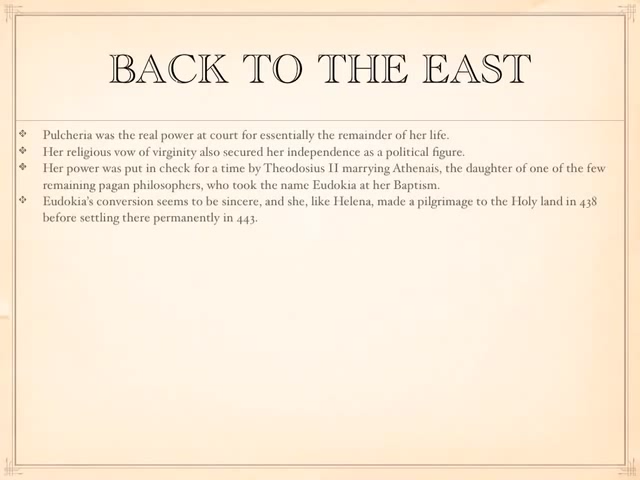 BACK TO THE EAST
❖ Pulcheria was the real power at court for essentially the remainder of her life.
❖ Her religious vow of virginity also secured her independence as a political figure.
❖ Her power was put in check for a time by Theodosius II marrying Athenais, the daughter of one of the few
remaining pagan philosophers, who took the name Eudokia at her Baptism.
❖ Eudokia's conversion seems to be sincere, and she, like Helena, made a pilgrimage to the Holy land in 438
before settling there permanently in 443.